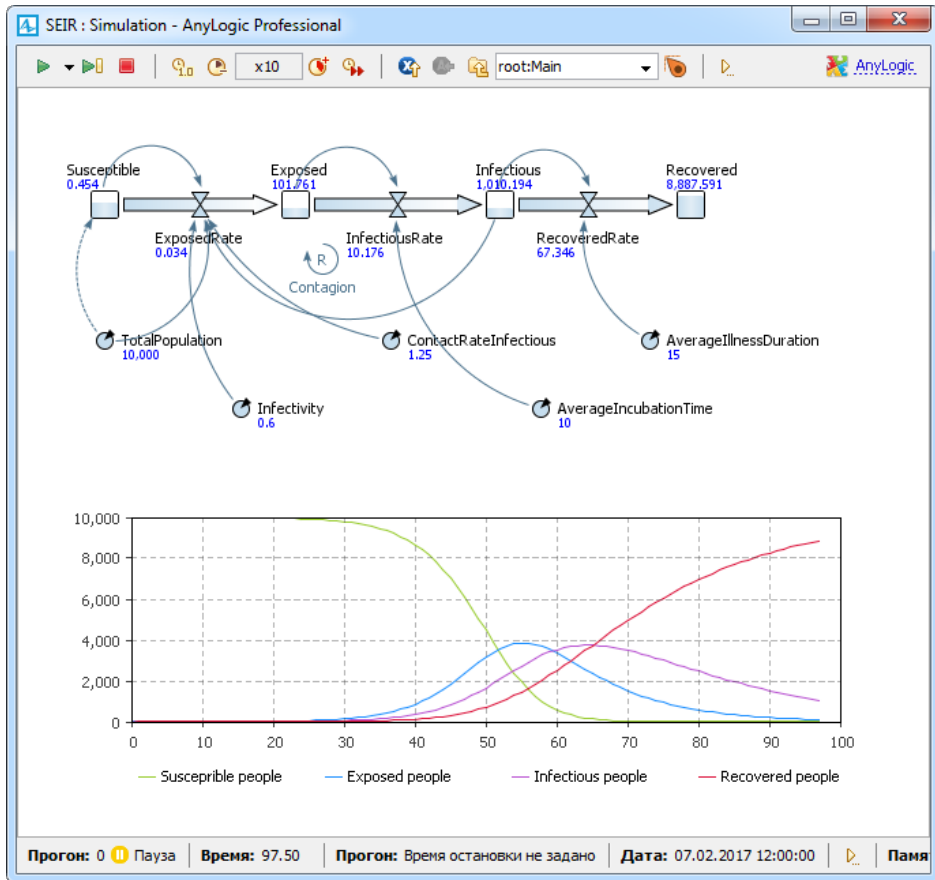 SEIR : Simulation - AnyLogic Professional
x10 root:Main AnyLogic
Susceptible Exposed Infectious Recovered
0.454 101.761 1,010.194 8,887.591
ExposedRate InfectiousRate RecoveredRate
0.034 10.176 67.346
R
Contagion
TotalPopulation ContactRateInfectious AverageIllnessDuration
10,000 1.25 15
Infectivity AverageIncubationTime
0.6 10
10,000
8,000
6,000
4,000
2,000
0
0 10 20 30 40 50 60 70 80 90 100
Susceprible people Exposed people Infectious people Recovered people
Прогон: 0 Пауза Время: 97.50 Прогон: Время остановки не задано Дата: 07.02.2017 12:00:00 Памя